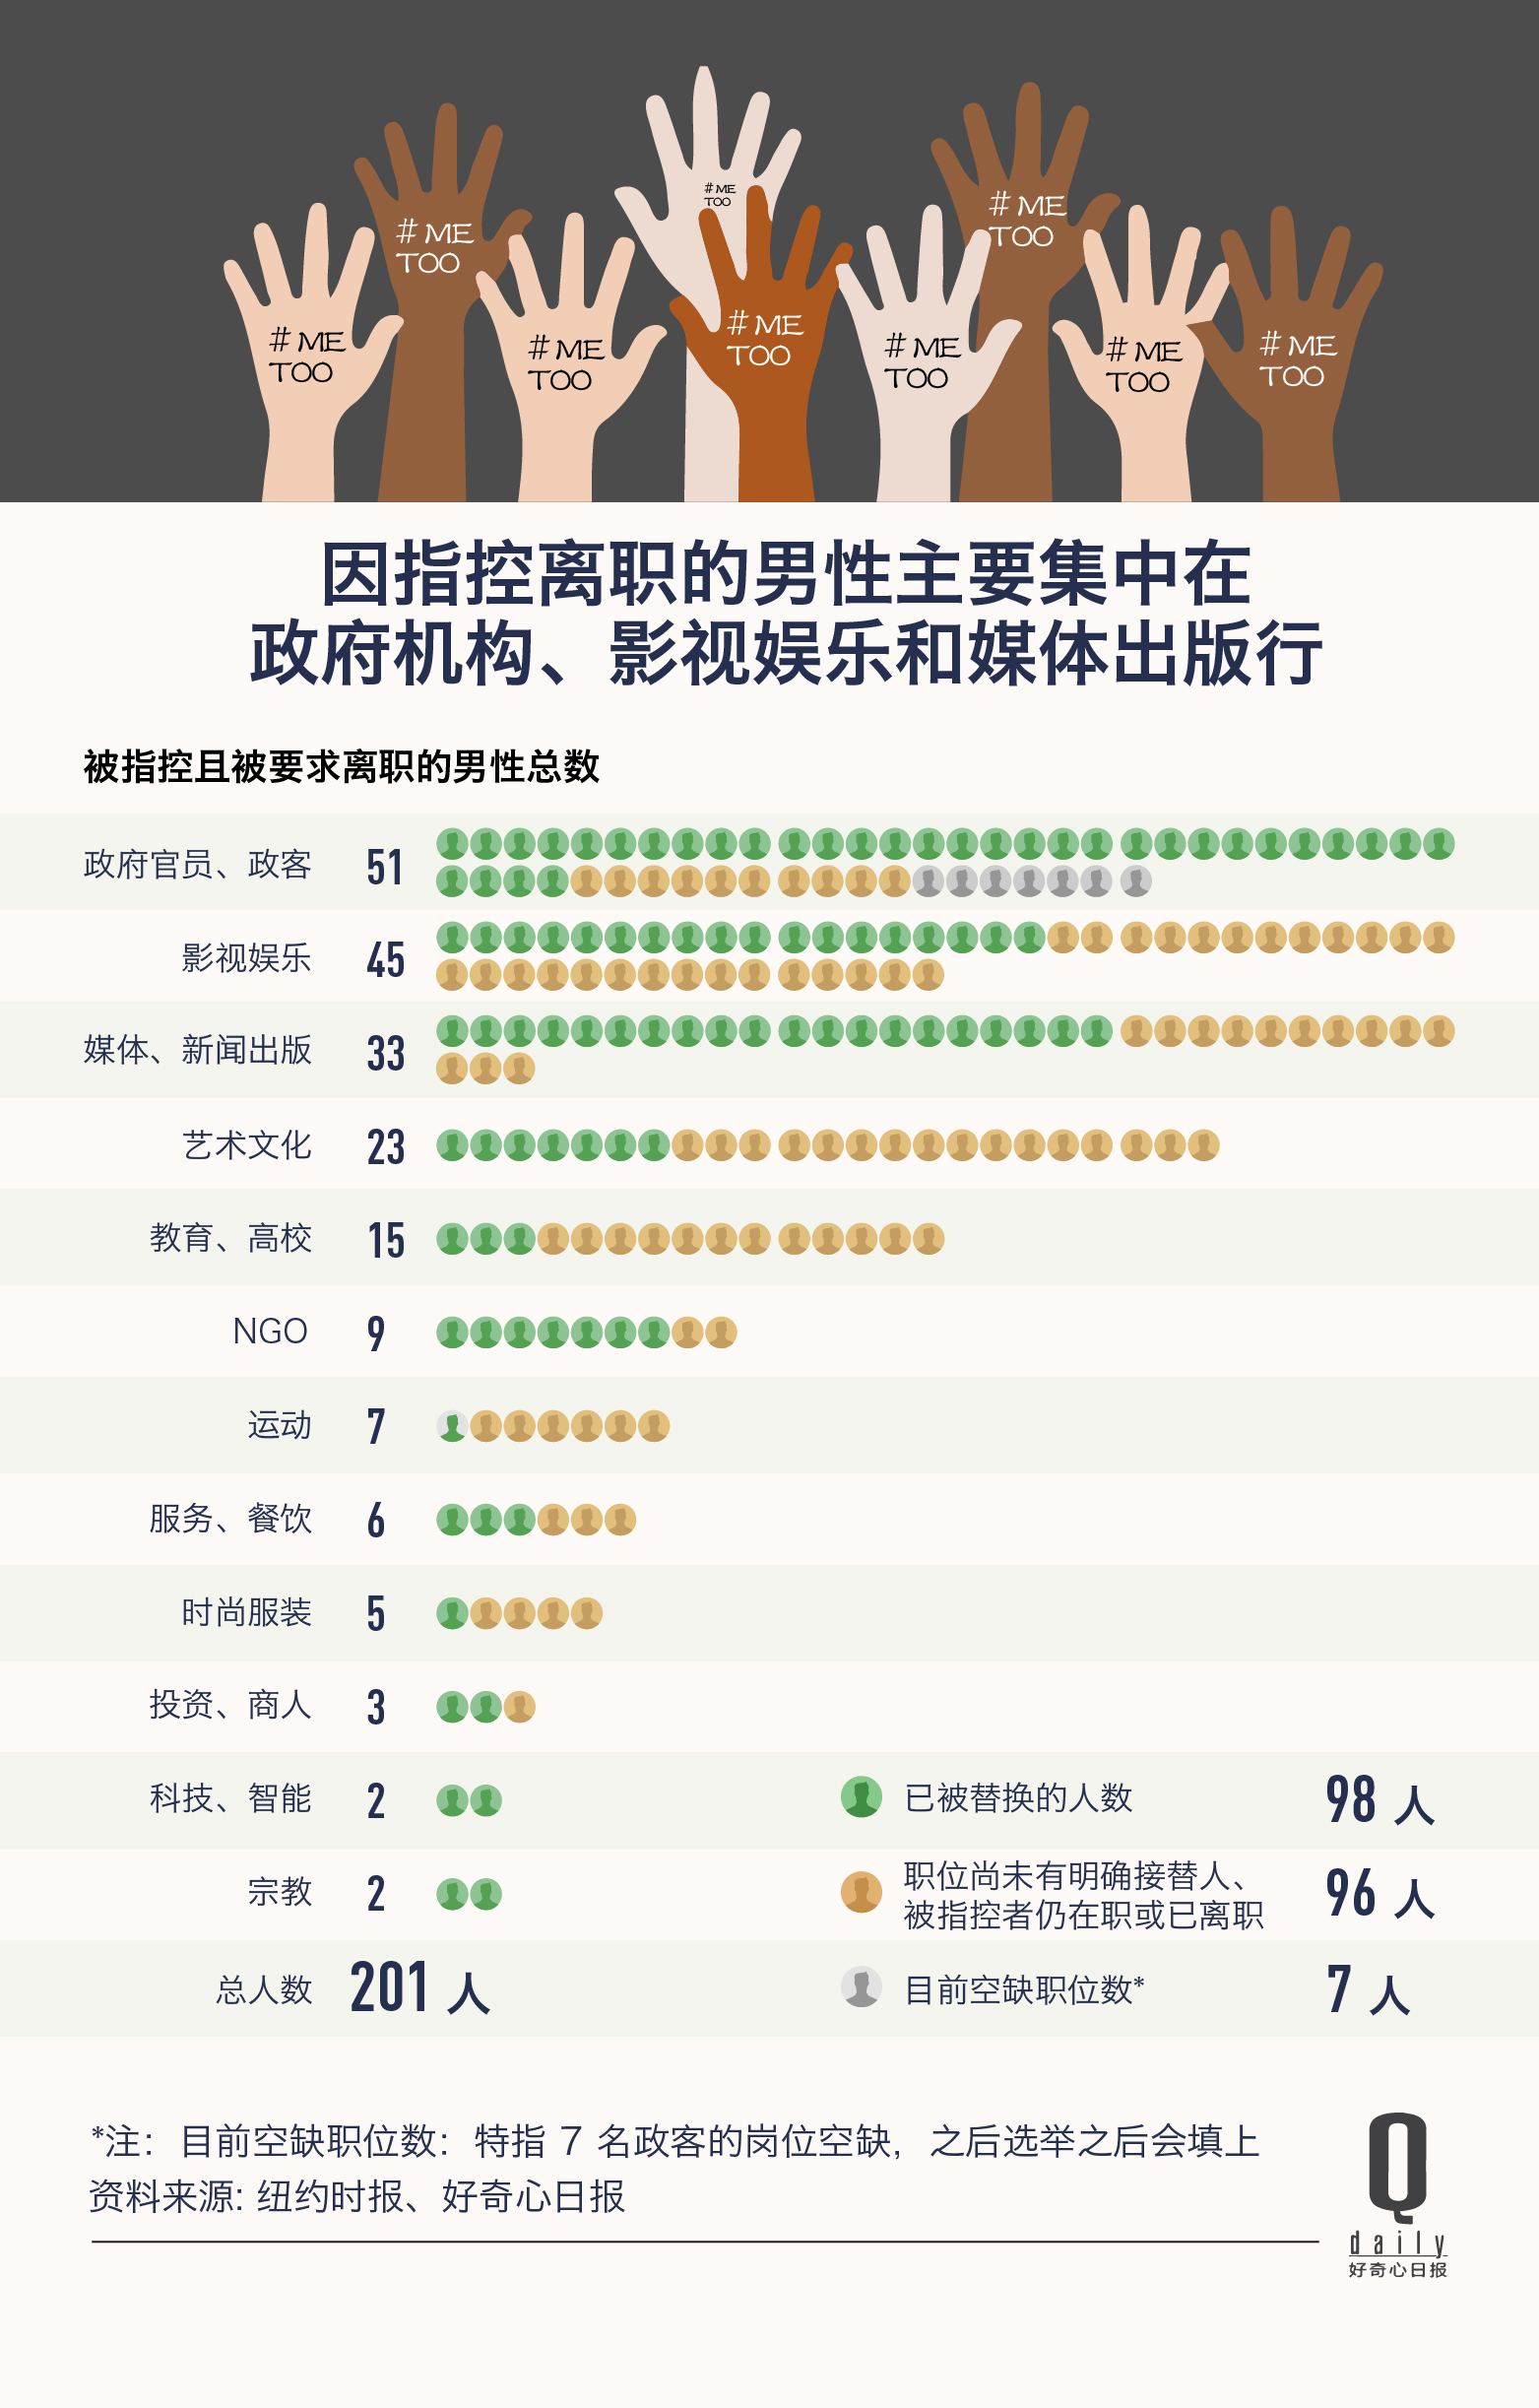 # ME
TOO
# ME
TOO
# ME
TOO
# ME
TOO
# ME
TOO
# ME
TOO
# ME
TOO
# ME
TOO
# ME
TOO
因指控离职的男性主要集中在
政府机构、影视娱乐和媒体出版行
被指控且被要求离职的男性总数
政府官员、政客 51
影视娱乐 45
媒体、新闻出版 33
艺术文化 23
教育、高校 15
NGO 9
运动 7
服务、餐饮 6
时尚服装 5
投资、商人 3
科技、智能 2
已被替换的人数 98 人
宗教 2
职位尚未有明确接替人、
被指控者仍在职或已离职 96 人
总人数 201 人
目前空缺职位数* 7 人
*注：目前空缺职位数：特指 7 名政客的岗位空缺，之后选举之后会填上
资料来源: 纽约时报、好奇心日报
Q
daily
好奇心日报